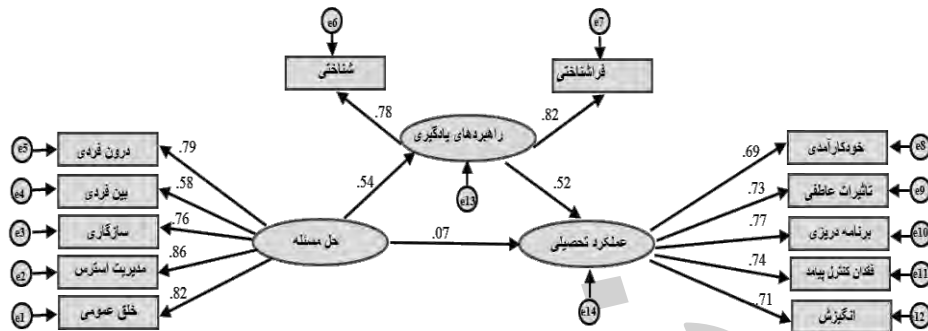 e6
e7
شناختی
فراشناختی
.78
.82
راهبردهای یادگیری
e5
درون فردی
.79
.69
خودکارآمدی
e8
e4
بین فردی
.58
.54
e13
.52
.73
تاثیرات عاطفی
e9
e3
سازگاری
.76
حل مسئله
.07
عملکرد تحصیلی
.77
برنامه دریزی
e10
e2
مدیریت استرس
.86
.74
فقدان کنترل پیامد
e11
e1
خلق عمومی
.82
e14
.71
انگیزش
12